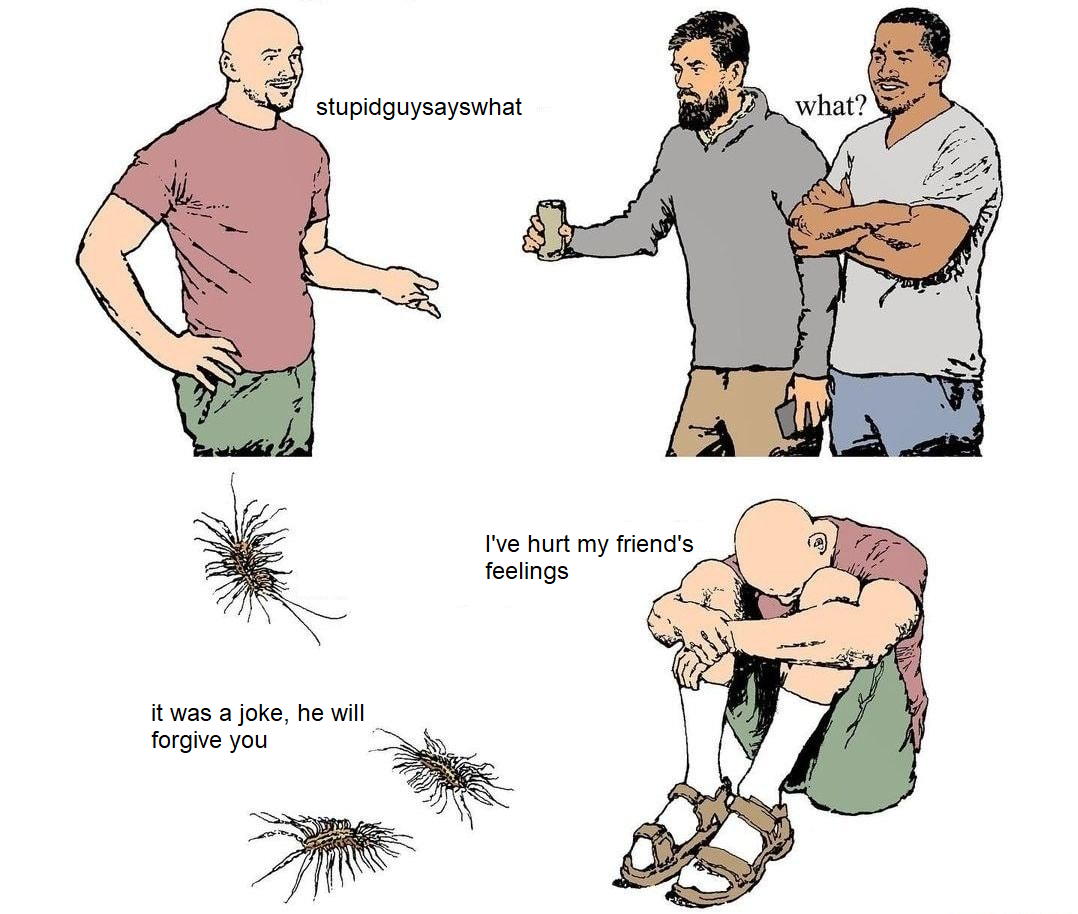 stupidguysayswhat
what?
I've hurt my friend's
feelings
it was a joke, he will
forgive you